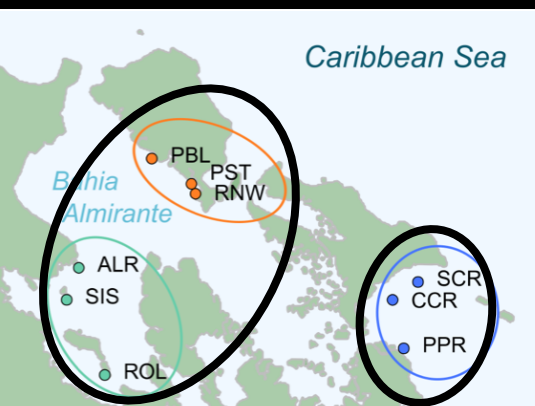 Caribbean Sea
PBL
PST
Bahia
RNW
Almirante
ALR
SCR
SIS
CCR
PPR
ROL